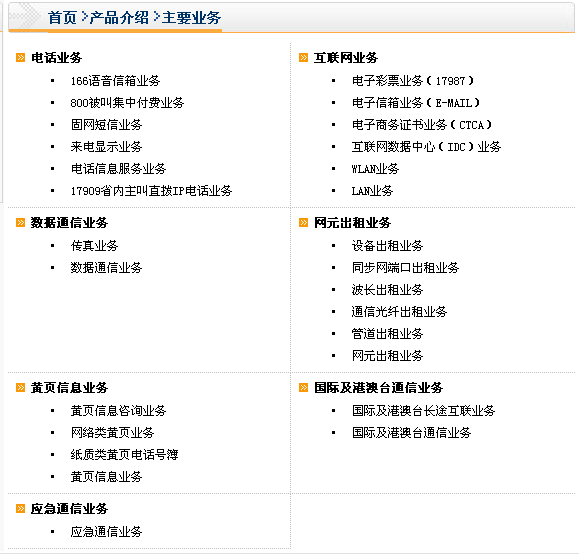 首页 >产品介绍 >主要业务
电话业务
166语音信箱业务
800被叫集中付费业务
固网短信业务
来电显示业务
电话信息服务业务
17909省内主叫直拨IP电话业务
互联网业务
电子彩票业务(17987)
电子信箱业务(E-MAIL)
电子商务证书业务(CTCA)
互联网数据中心(IDC)业务
WLAN业务
LAN业务
数据通信业务
传真业务
数据通信业务
网元出租业务
设备出租业务
同步网端口出租业务
波长出租业务
通信光纤出租业务
管道出租业务
网元出租业务
黄页信息业务
黄页信息咨询业务
网络类黄页业务
纸质类黄页电话号簿
黄页信息业务
国际及港澳台通信业务
国际及港澳台长途互联业务
国际及港澳台通信业务
应急通信业务
应急通信业务